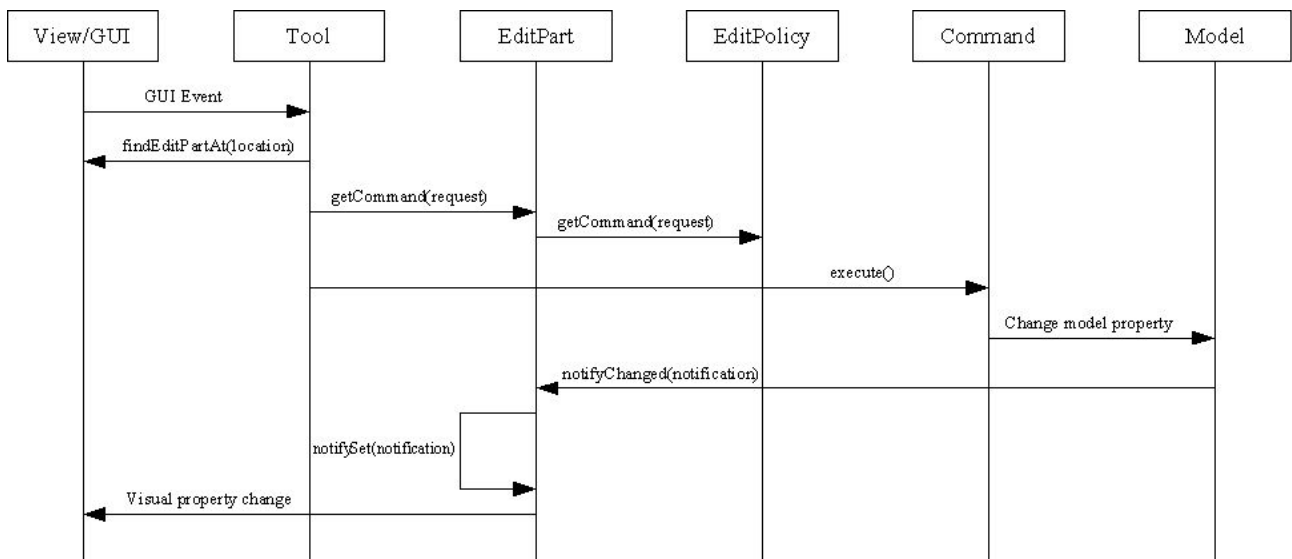 View/GUI
Tool
EditPart
EditPolicy
Command
Model
GUI Event
findEditPartAt(location)
getCommand(request)
getCommand(request)
execute()
Change model property
notifyChanged(notification)
notifySet(notification)
Visual property change